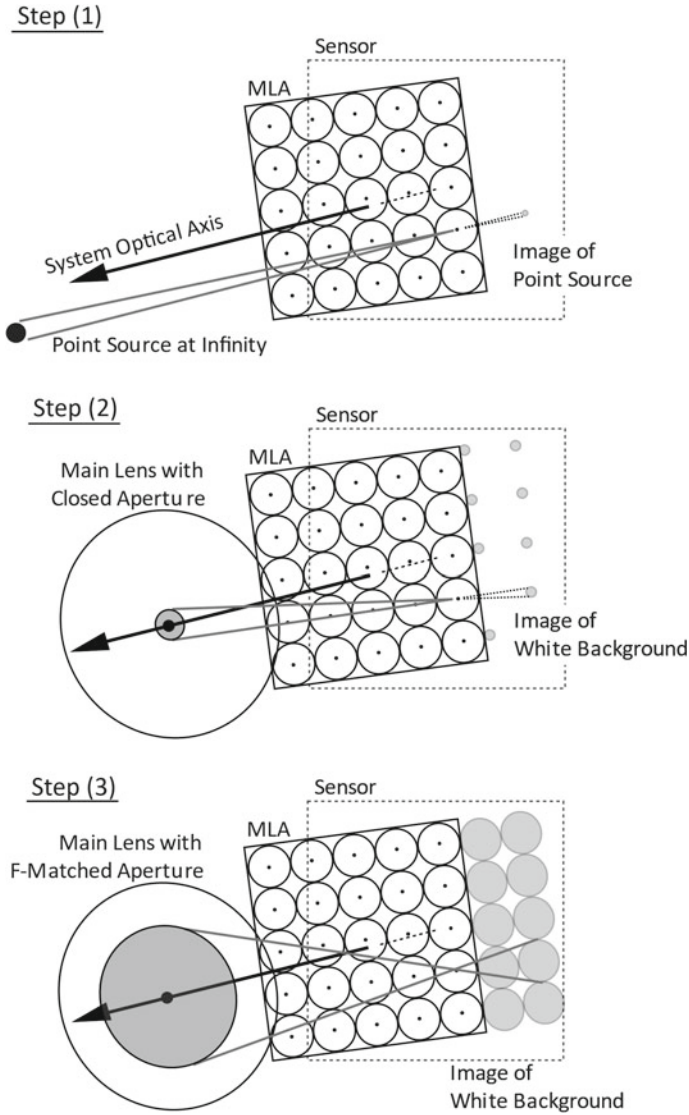 Step (1)
Sensor
MLA
System Optical Axis
Image of
Point Source
Point Source at Infinity
Step (2)
Sensor
Main Lens with
Closed Aperture
MLA
Image of
White Background
Step (3)
Sensor
Main Lens with
F-Matched Aperture
MLA
Image of
White Background